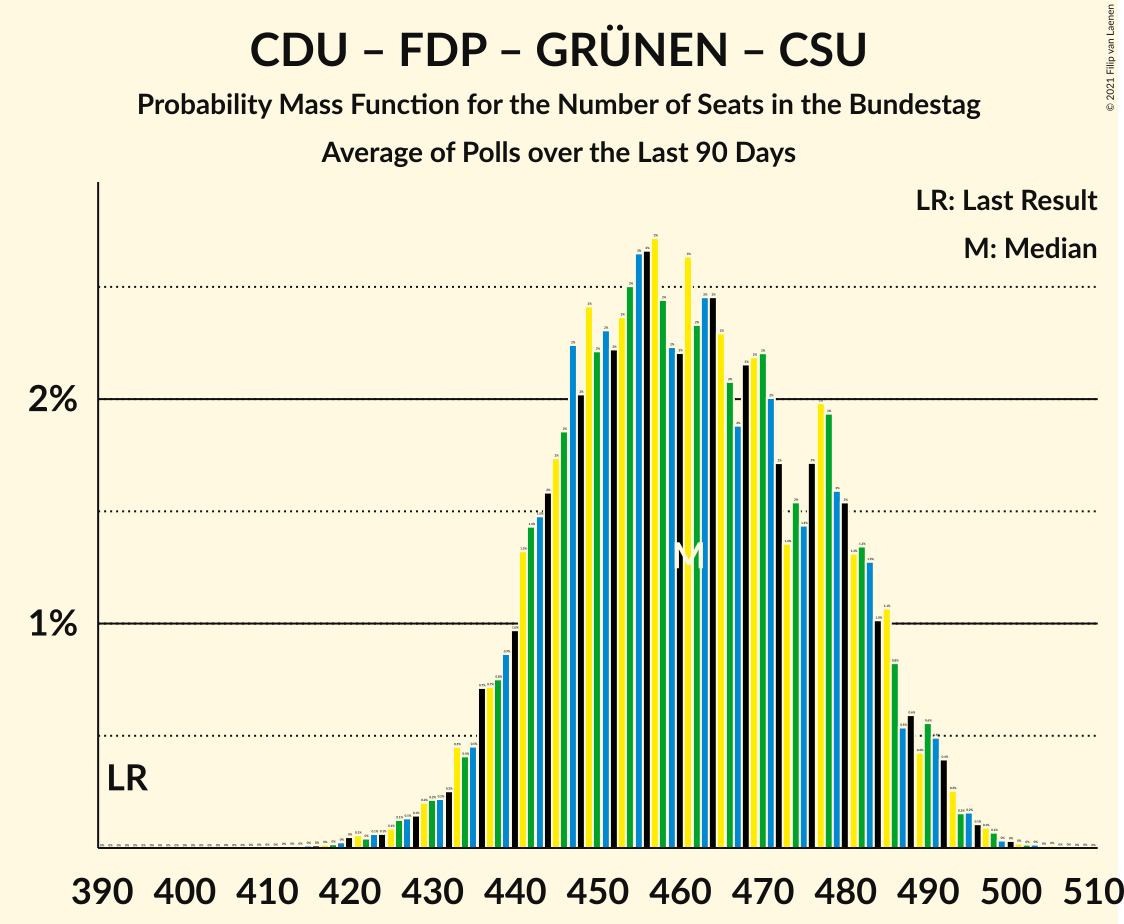 CDU – FDP – GRÜNEN – CSU
Probability Mass Function for the Number of Seats in the Bundestag
Average of Polls over the Last 90 Days
© 2021 Filip van Laenen
LR: Last Result
M: Median
2%
1%
LR
M
390 400 410 420 430 440 450 460 470 480 490 500 510